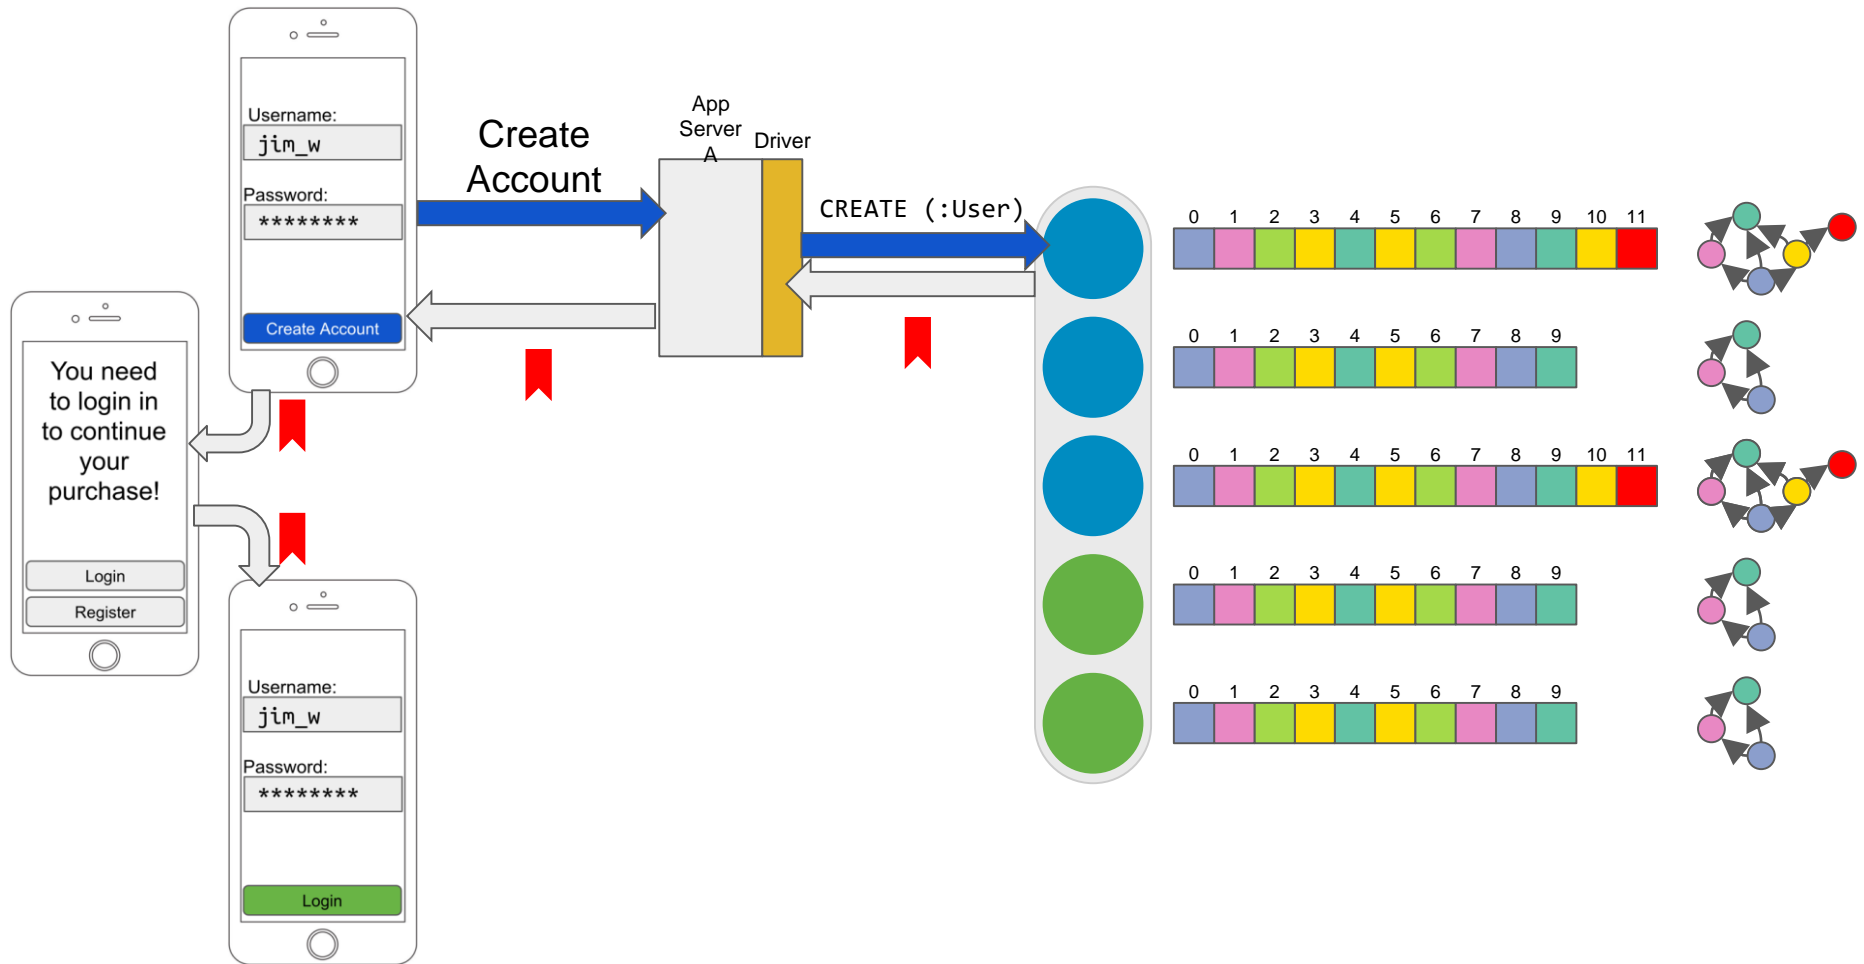 Username:
jim_w
Password:
********
Create Account
You need
to login in
to continue
your
purchase!
Login
Register
Username:
jim_w
Password:
********
Login
Create
Account
App
Server
A
Driver
CREATE (:User)
0 1 2 3 4 5 6 7 8 9 10 11
0 1 2 3 4 5 6 7 8 9
0 1 2 3 4 5 6 7 8 9 10 11
0 1 2 3 4 5 6 7 8 9
0 1 2 3 4 5 6 7 8 9